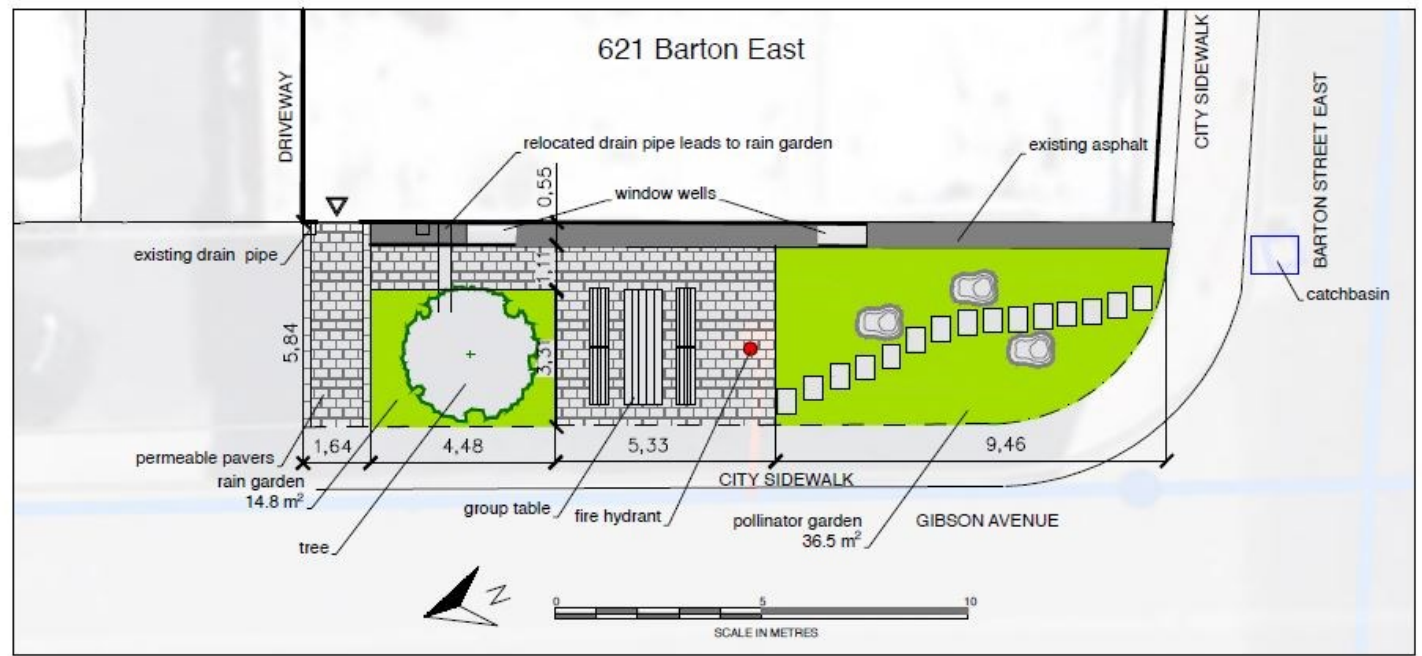 621 Barton East
DRIVEWAY
CITY SIDEWALK
BARTON STREET EAST
relocated drain pipe leads to rain garden
existing asphalt
0,55
window wells
existing drain pipe
catchbasin
1,11
5,84
3,31
1,64
4,48
5,33
9,46
permeable pavers
rain garden
14.8 m²
CITY SIDEWALK
group table
fire hydrant
pollinator garden
36.5 m²
GIBSON AVENUE
tree
N
0
5
10
SCALE IN METRES